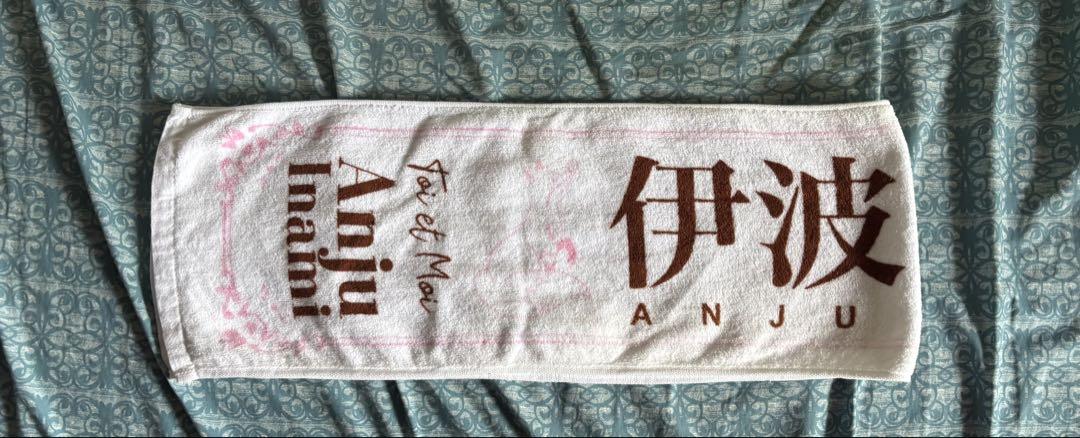 伊波
ANJU
Toi et Moi
Anju
Inami